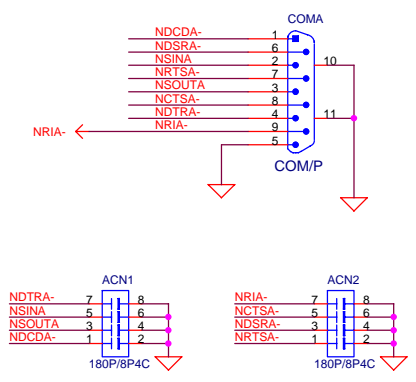 COMA
NDCDA- 1
NDSRA- 6
NSINA 2 10
NRTSA- 7
NSOUTA 3
NCTSA- 8
NDTRA- 4 11
NRIA- NRIA- 9
5
COM/P
ACN1
NDTRA- 7 8
NSINA 5 6
NSOUTA 3 4
NDCDA- 1 2
180P/8P4C
ACN2
NRIA- 7 8
NCTSA- 5 6
NDSRA- 3 4
NRTSA- 1 2
180P/8P4C